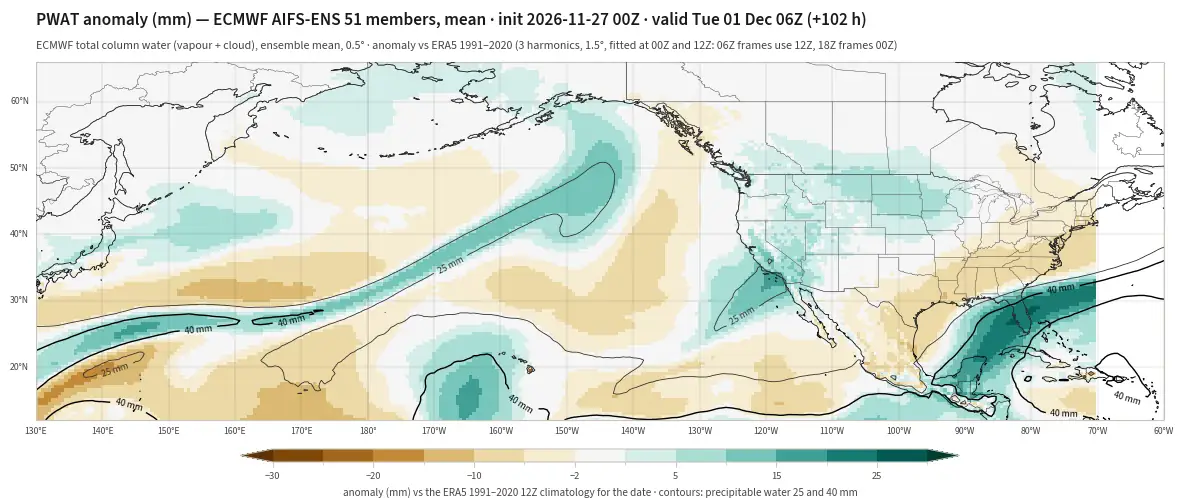 PWAT anomaly (mm) — ECMWF AIFS-ENS 51 members, mean · init 2026-11-27 00Z · valid Tue 01 Dec 06Z (+102 h)
ECMWF total column water (vapour + cloud), ensemble mean, 0.5° · anomaly vs ERA5 1991–2020 (3 harmonics, 1.5°, fitted at 00Z and 12Z: 06Z frames use 12Z, 18Z frames 00Z)
60°N
50°N
40°N
30°N
20°N
25 mm
40 mm
40 mm
25 mm
40 mm
40 mm
25 mm
40 mm
40 mm
40 mm
130°E
140°E
150°E
160°E
170°E
180°
170°W
160°W
150°W
140°W
130°W
120°W
110°W
100°W
90°W
80°W
70°W
60°W
−30
−20
−10
−2
5
15
25
anomaly (mm) vs the ERA5 1991–2020 12Z climatology for the date · contours: precipitable water 25 and 40 mm